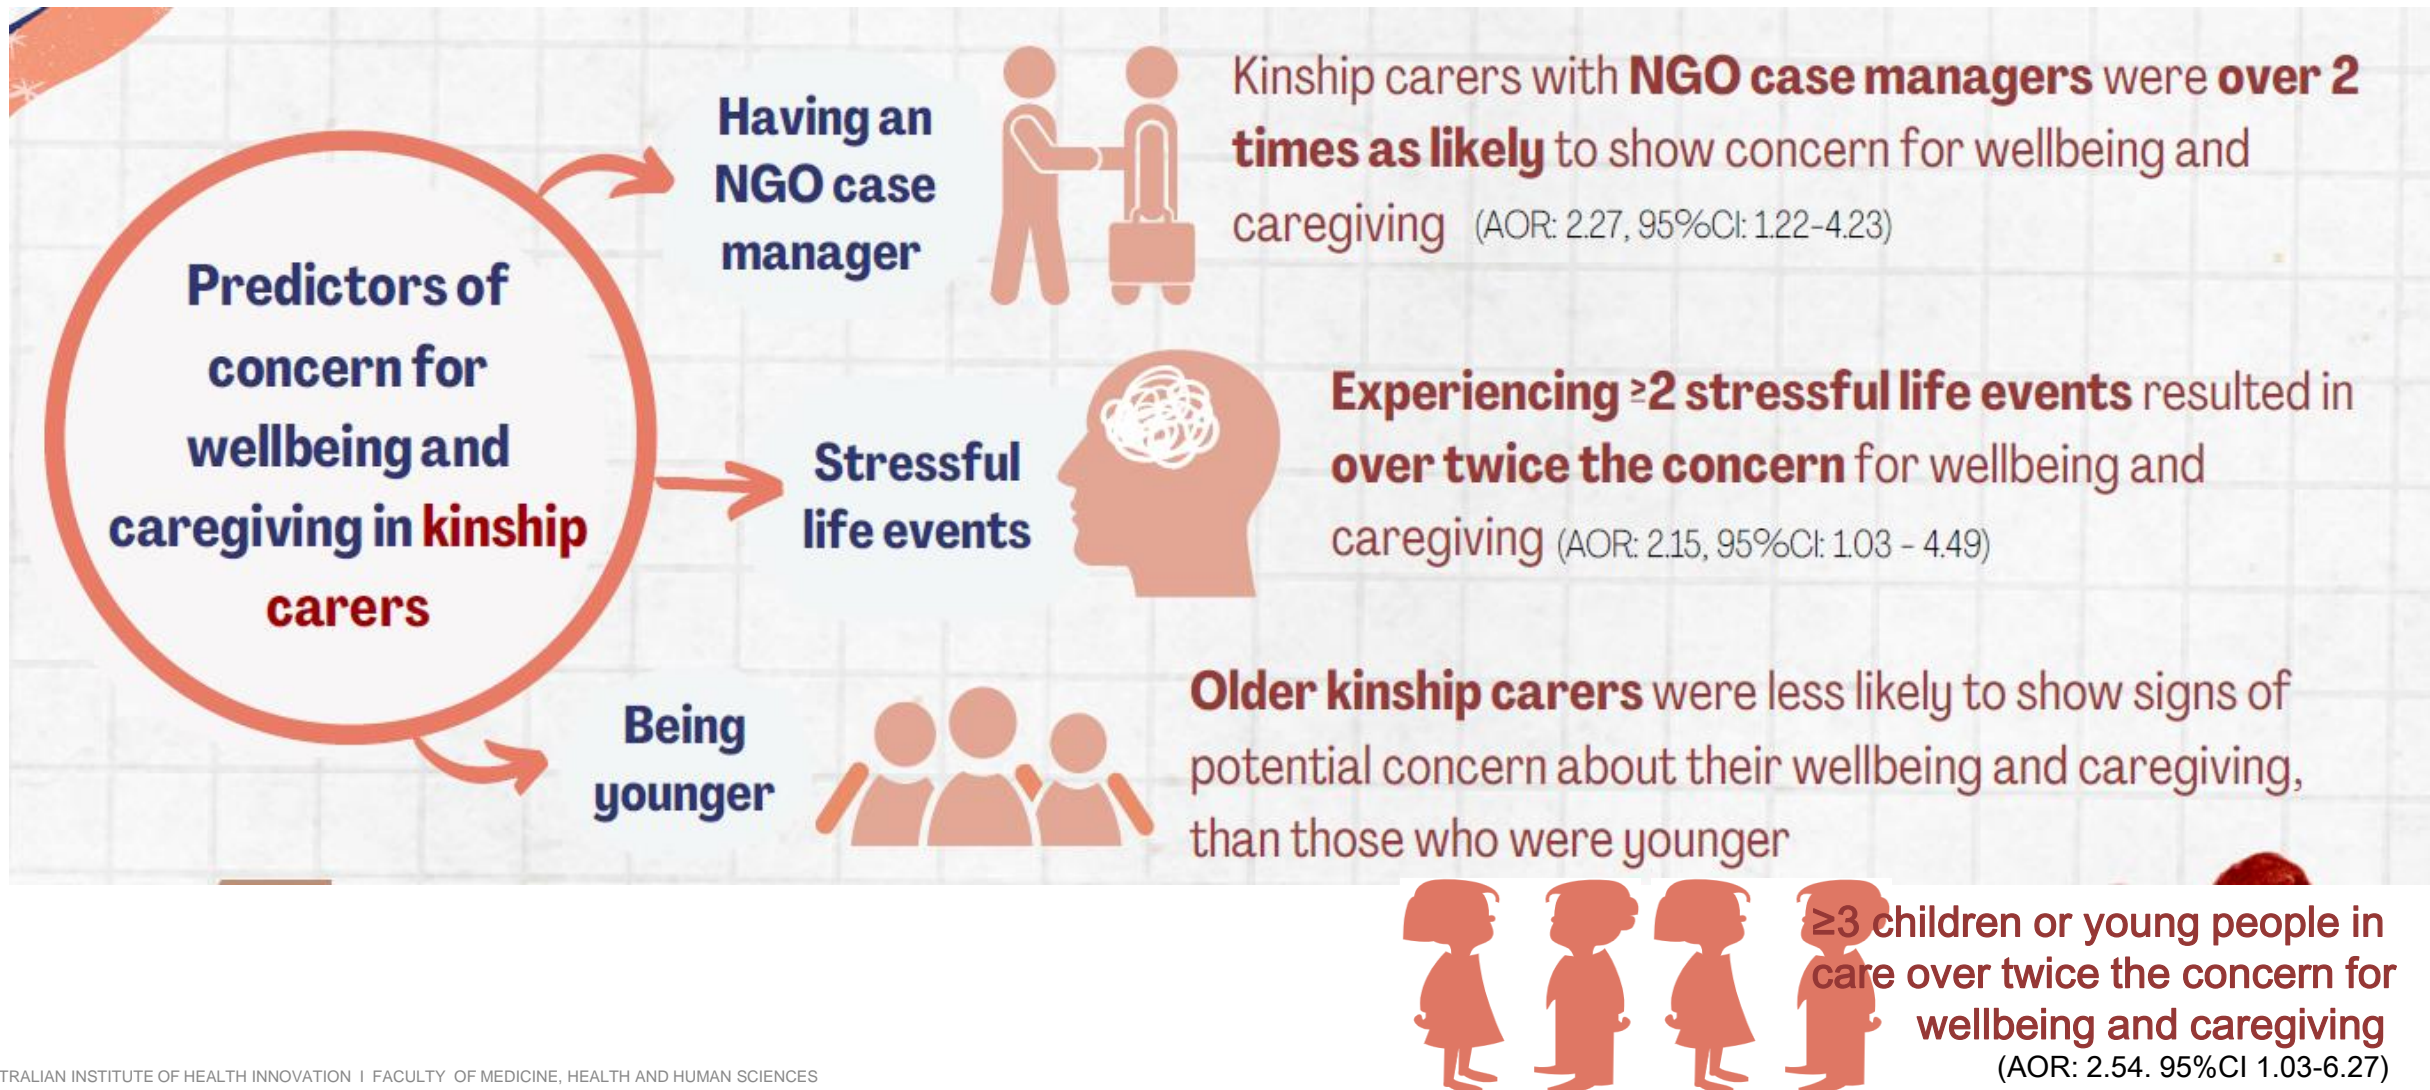 Predictors of
concern for
wellbeing and
caregiving in kinship
carers
Having an
NGO case
manager
Kinship carers with NGO case managers were over 2
times as likely to show concern for wellbeing and
caregiving (AOR: 2.27, 95%CI: 1.22-4.23)
Stressful
life events
Experiencing ≥2 stressful life events resulted in
over twice the concern for wellbeing and
caregiving (AOR: 2.15, 95%CI: 1.03 - 4.49)
Being
younger
Older kinship carers were less likely to show signs of
potential concern about their wellbeing and caregiving,
than those who were younger
≥3 children or young people in
care over twice the concern for
wellbeing and caregiving
(AOR: 2.54. 95%CI 1.03-6.27)
TRALIAN INSTITUTE OF HEALTH INNOVATION I FACULTY OF MEDICINE, HEALTH AND HUMAN SCIENCES